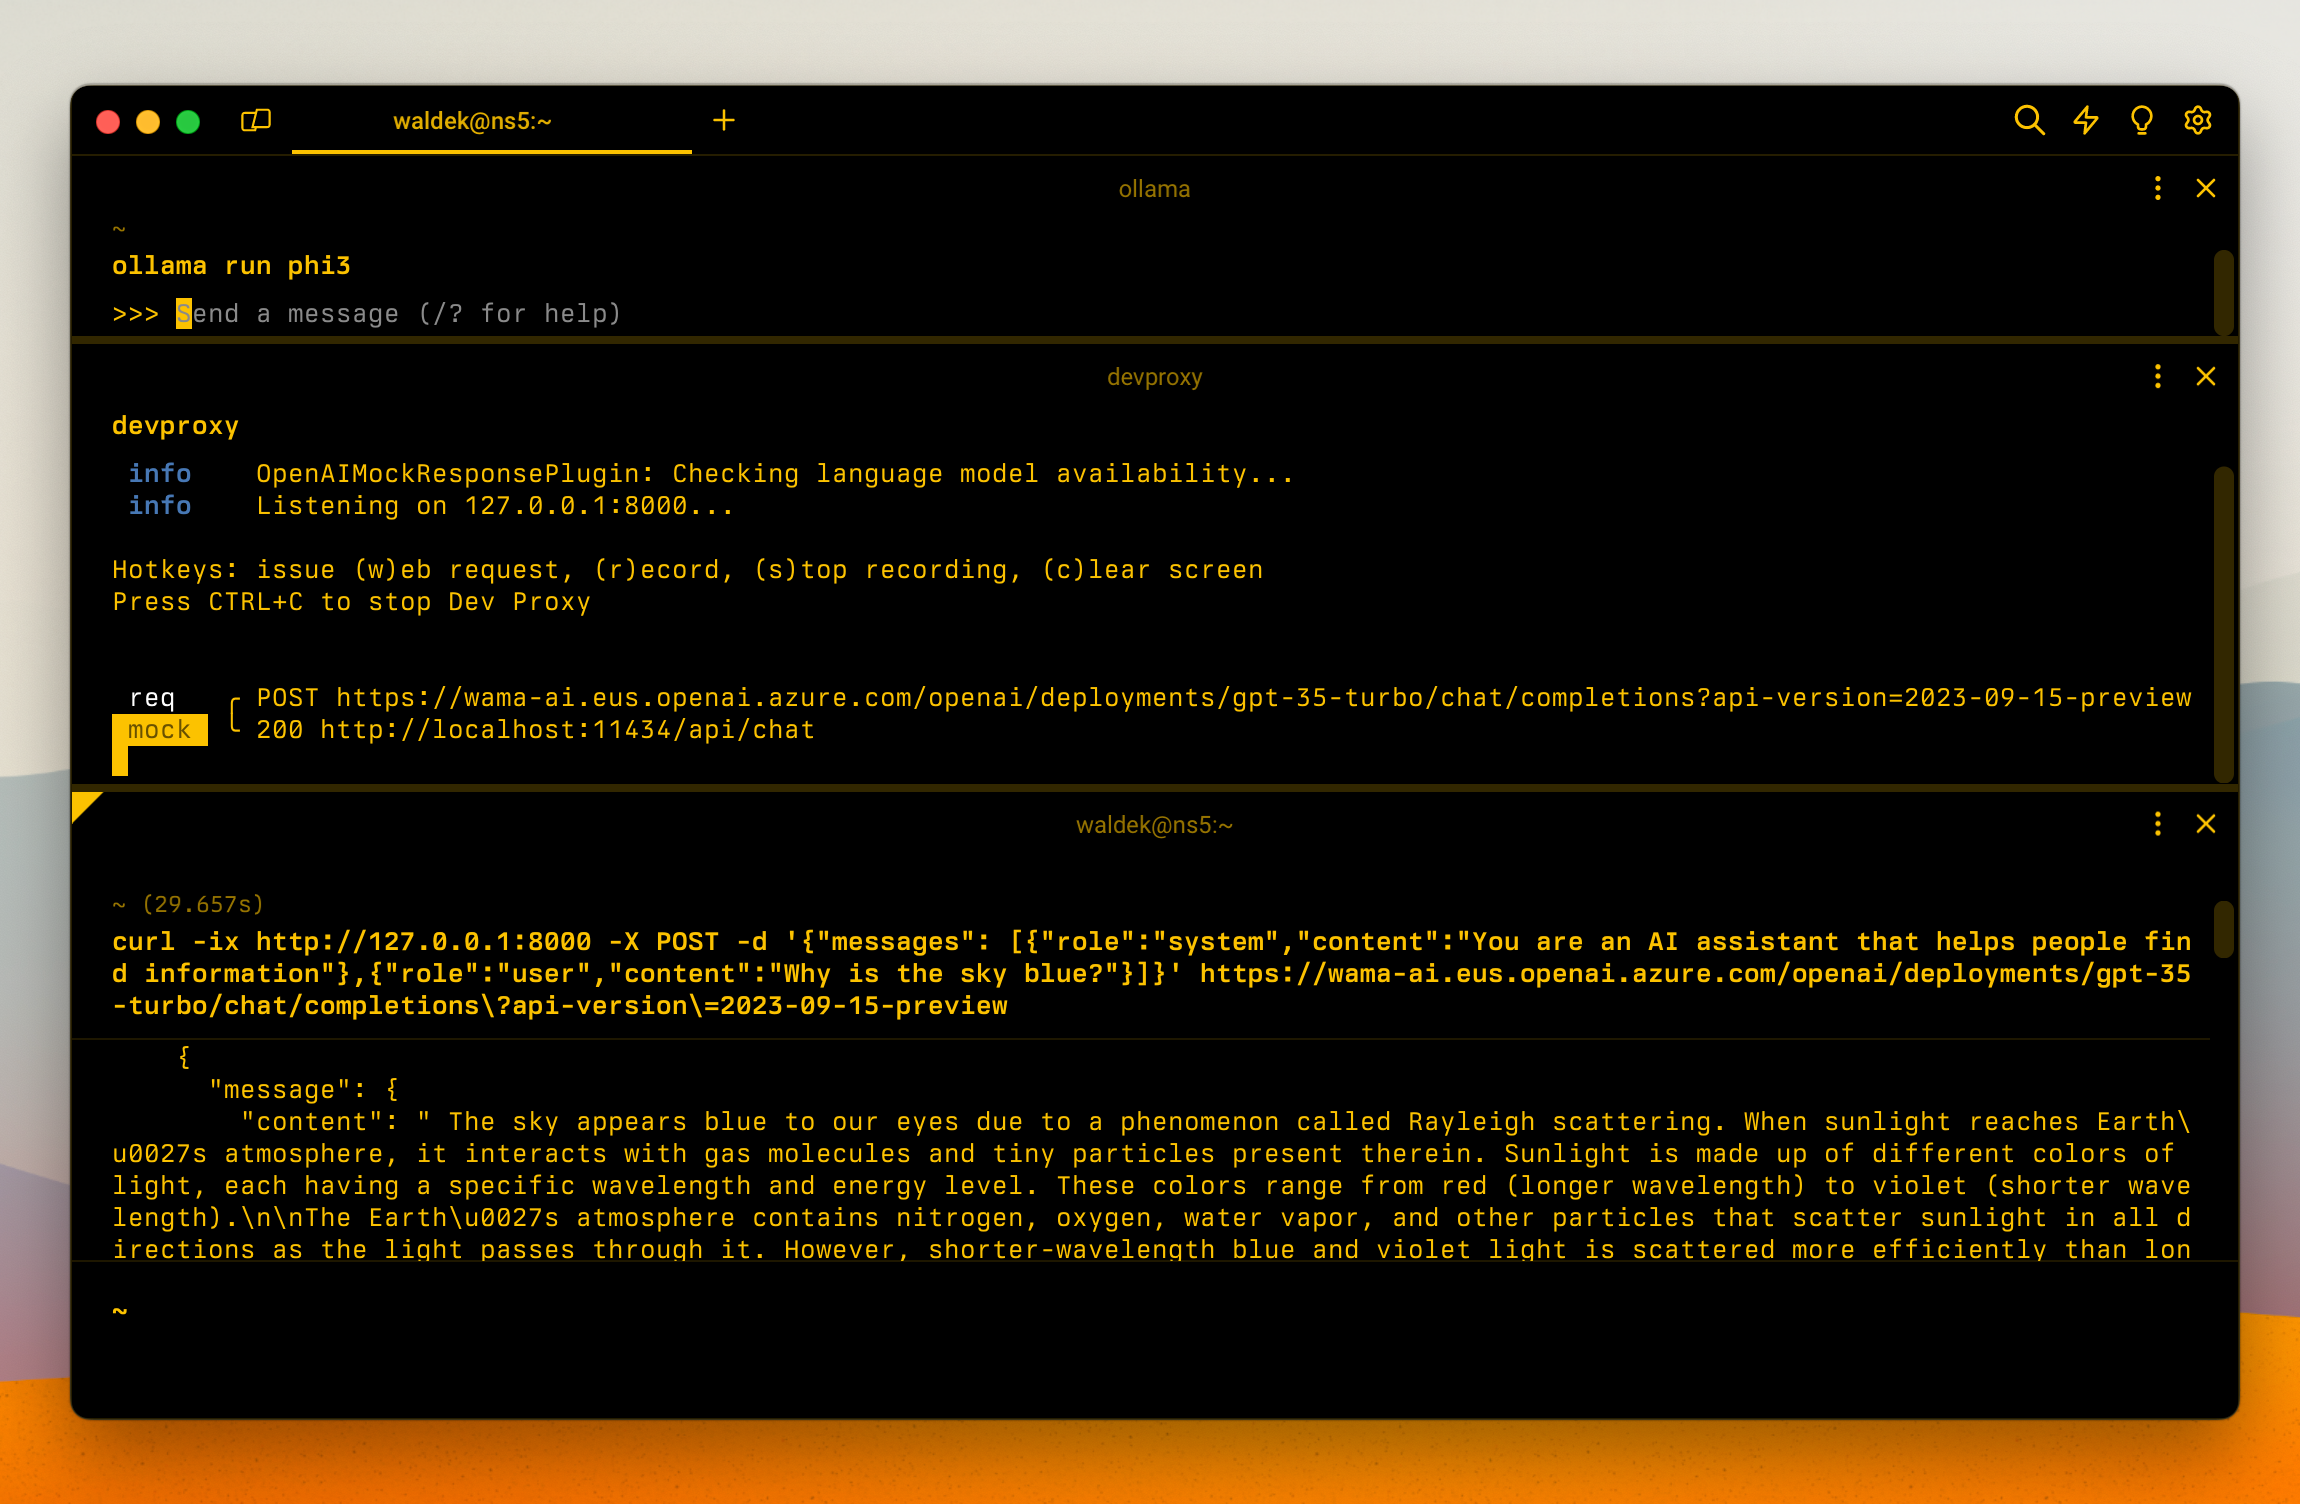 waldek@ns5:~
ollama
~
ollama run phi3
>>> Send a message (/? for help)
devproxy
devproxy
info    OpenAIMockResponsePlugin: Checking language model availability...
info    Listening on 127.0.0.1:8000...
Hotkeys: issue (w)eb request, (r)ecord, (s)top recording, (c)lear screen
Press CTRL+C to stop Dev Proxy
req   ╭ POST https://wama-ai.eus.openai.azure.com/openai/deployments/gpt-35-turbo/chat/completions?api-version=2023-09-15-preview
mock  ╰ 200 http://localhost:11434/api/chat
waldek@ns5:~
~ (29.657s)
curl -ix http://127.0.0.1:8000 -X POST -d '{"messages": [{"role":"system","content":"You are an AI assistant that helps people fin
d information"},{"role":"user","content":"Why is the sky blue?"}]}' https://wama-ai.eus.openai.azure.com/openai/deployments/gpt-35
-turbo/chat/completions\?api-version\=2023-09-15-preview
{
"message": {
"content": " The sky appears blue to our eyes due to a phenomenon called Rayleigh scattering. When sunlight reaches Earth\
u0027s atmosphere, it interacts with gas molecules and tiny particles present therein. Sunlight is made up of different colors of
light, each having a specific wavelength and energy level. These colors range from red (longer wavelength) to violet (shorter wave
length).\n\nThe Earth\u0027s atmosphere contains nitrogen, oxygen, water vapor, and other particles that scatter sunlight in all d
irections as the light passes through it. However, shorter-wavelength blue and violet light is scattered more efficiently than lon
~